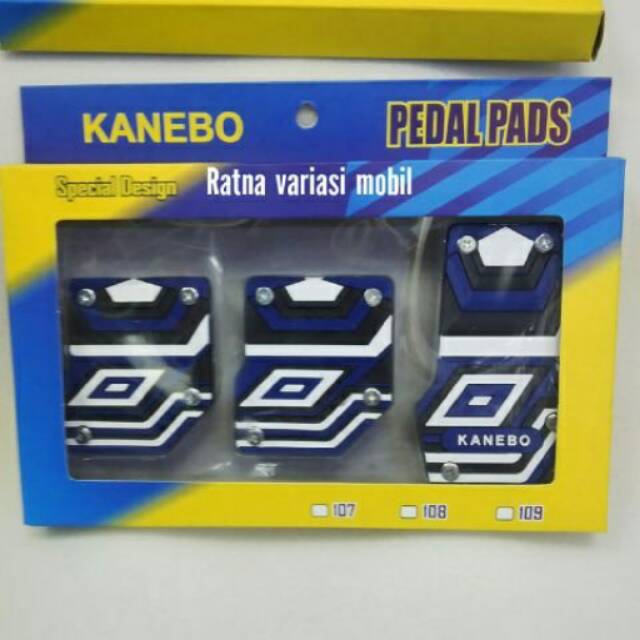 KANEBO
PEDAL PADS
Special Design
Ratna variasi mobil
KANEBO
107
108
109